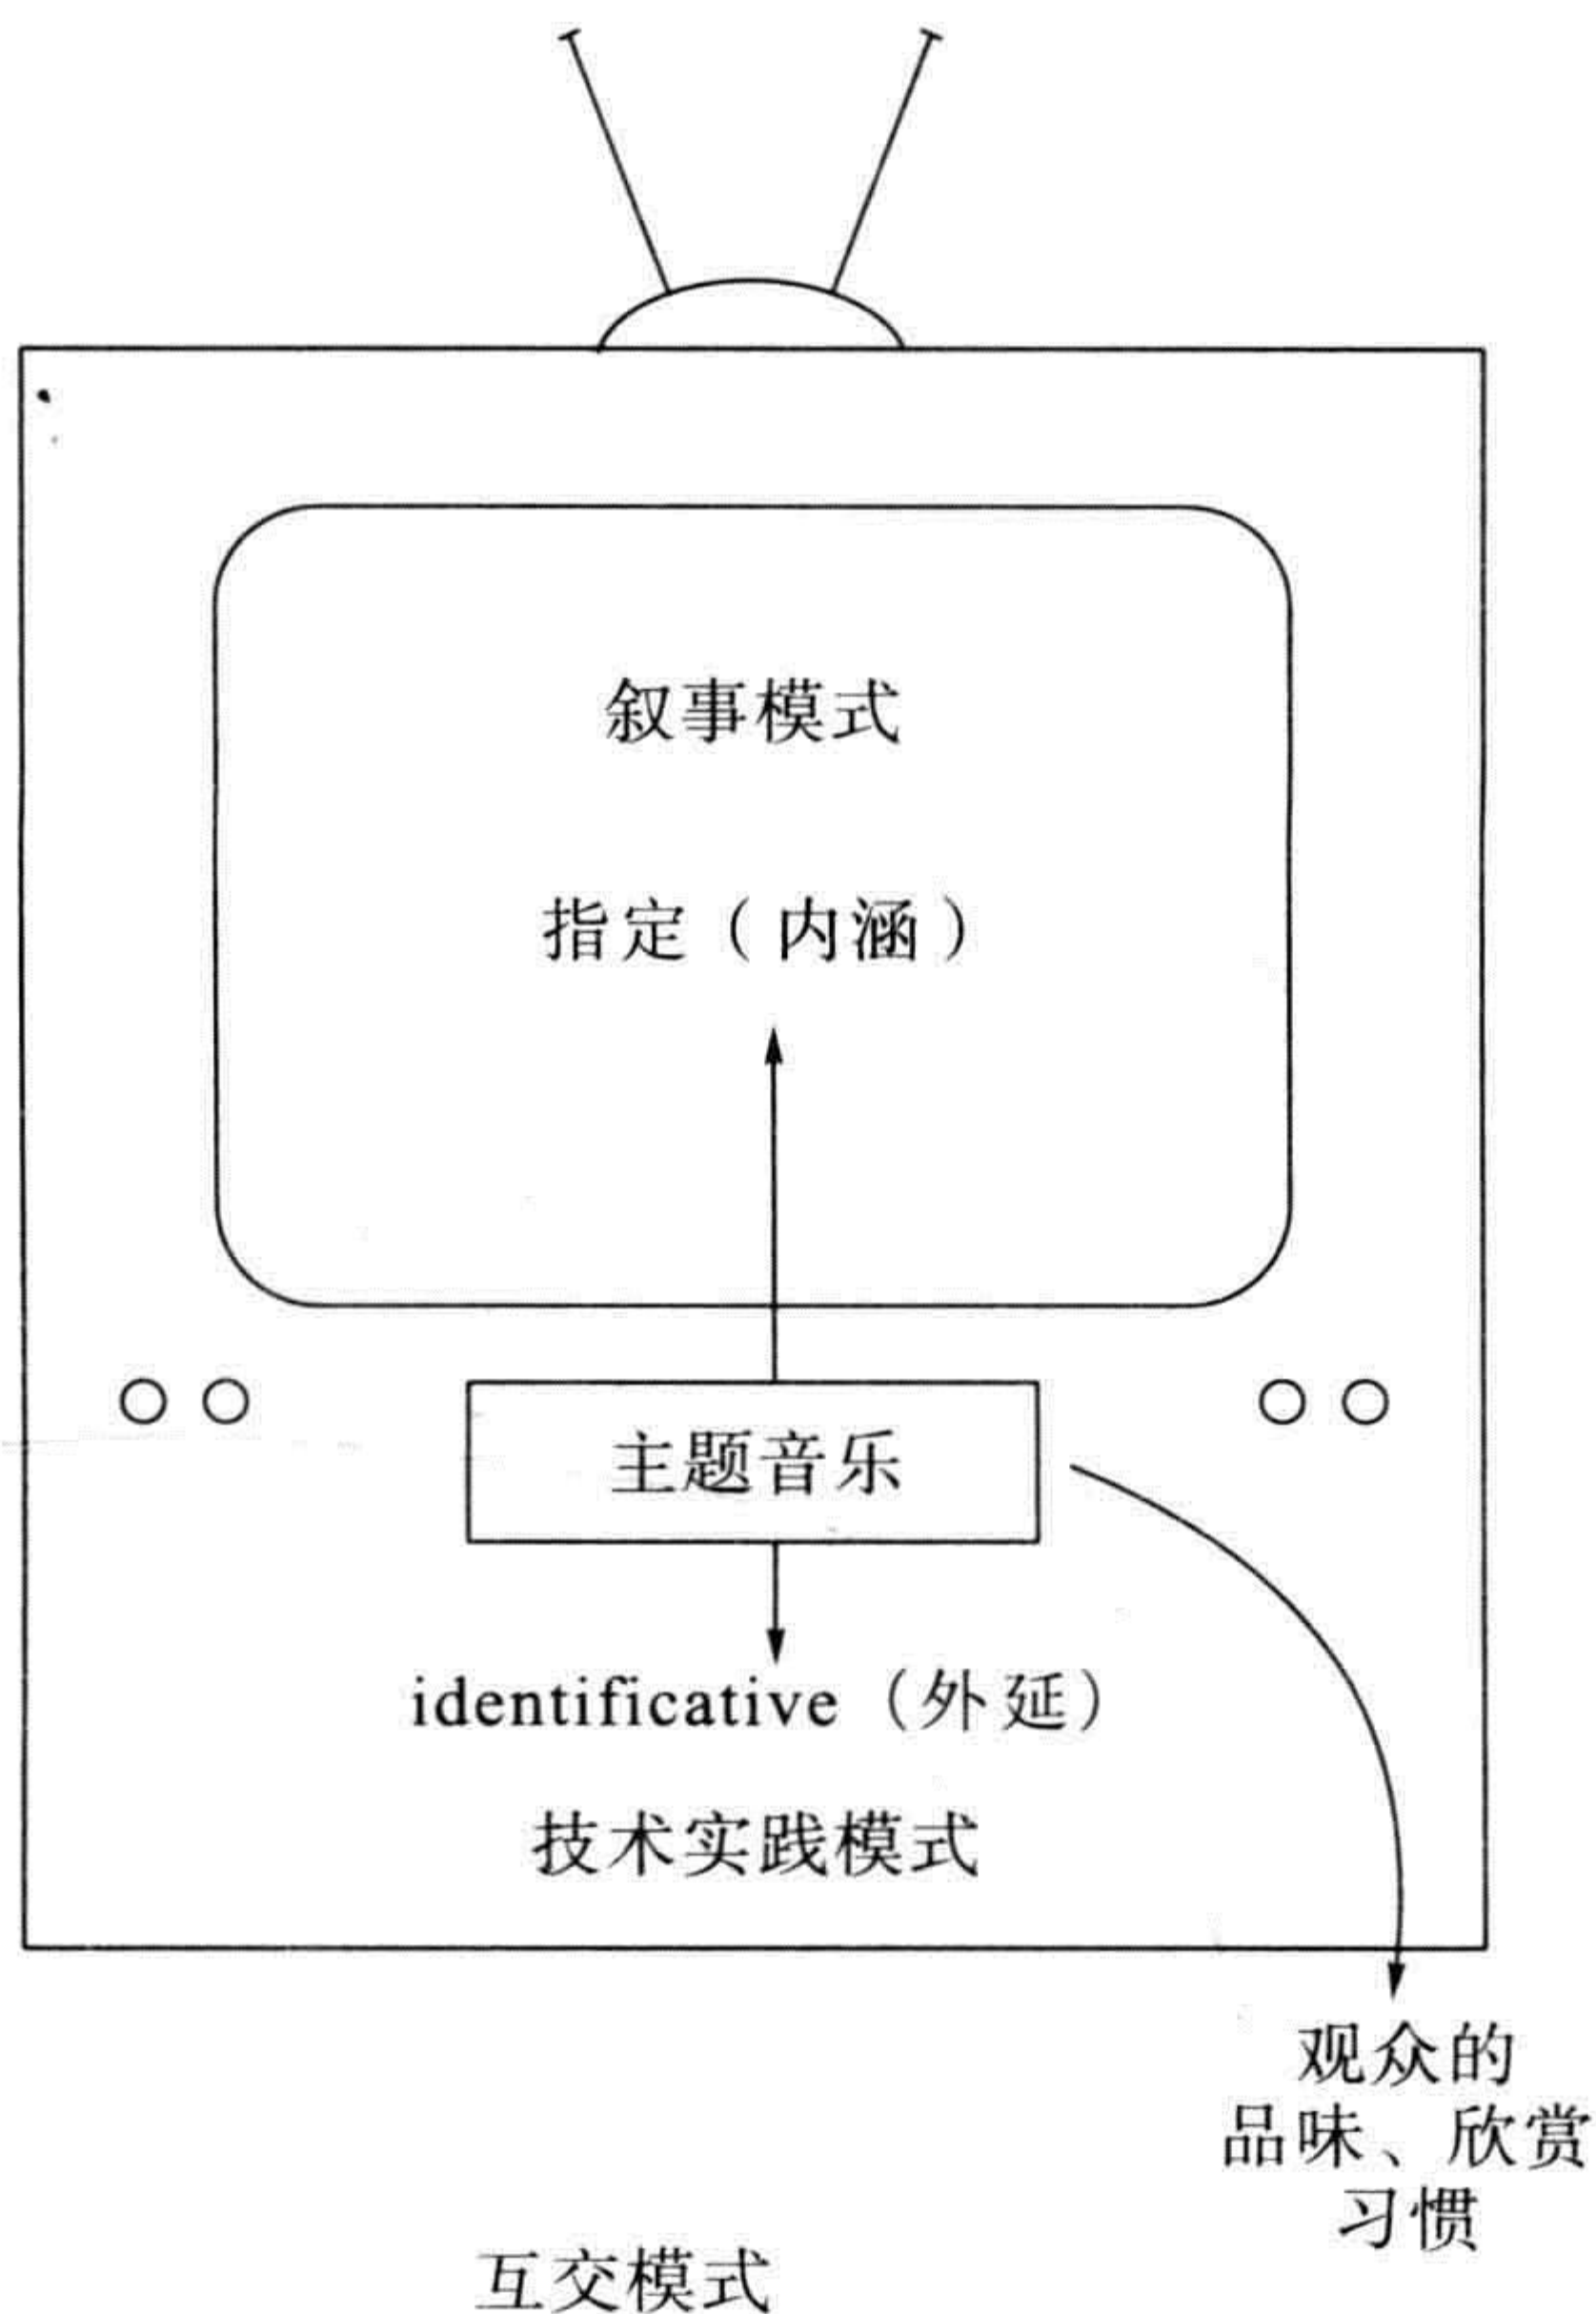 叙事模式
指定（内涵）
主题音乐
identificative（外延）
技术实践模式
观众的
品味、欣赏
习惯
互交模式